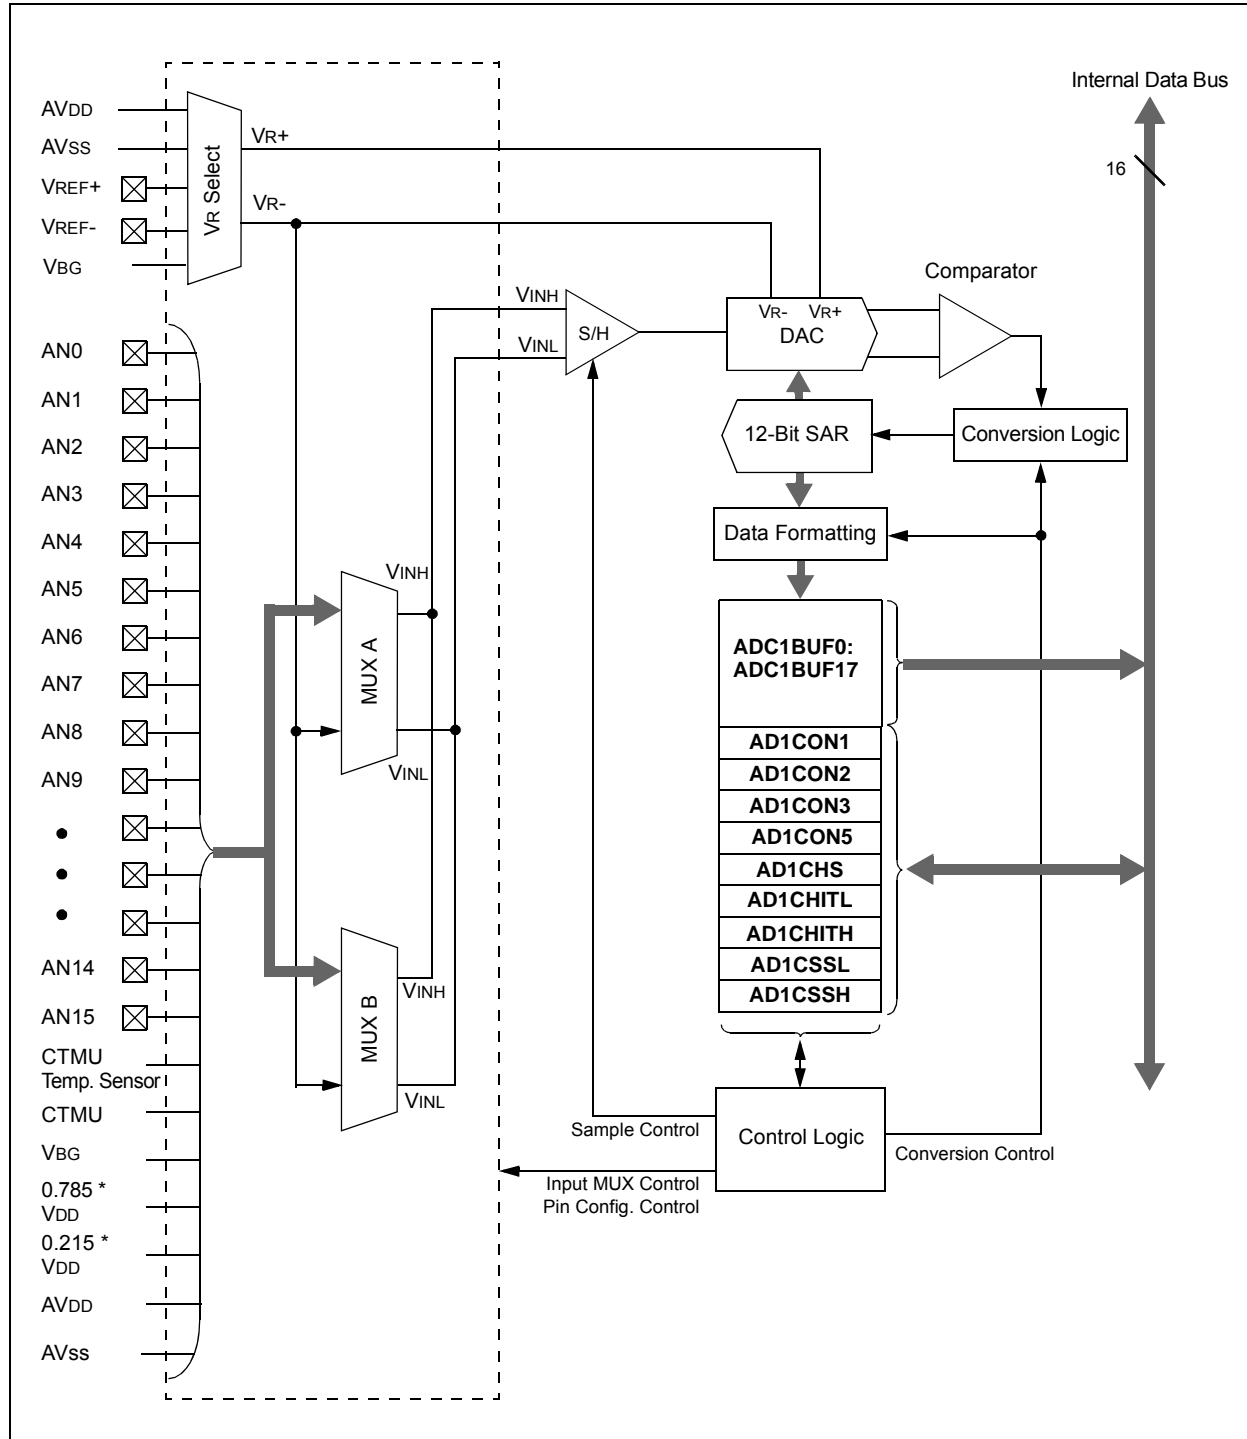 Internal Data Bus
16
AVDD
AVSS
VREF+
VREF-
VBG
VR Select
VR+
VR-
Comparator
VINH
VINL
S/H
VR-
VR+
DAC
12-Bit SAR
Conversion Logic
Data Formatting
AN0
AN1
AN2
AN3
AN4
AN5
AN6
AN7
AN8
AN9
AN14
AN15
CTMU
Temp. Sensor
CTMU
VBG
0.785 *
VDD
0.215 *
VDD
AVDD
AVss
VINH
MUX A
VINL
MUX B
VINH
VINL
ADC1BUF0:
ADC1BUF17
AD1CON1
AD1CON2
AD1CON3
AD1CON5
AD1CHS
AD1CHITL
AD1CHITH
AD1CSSL
AD1CSSH
Control Logic
Sample Control
Input MUX Control
Pin Config. Control
Conversion Control